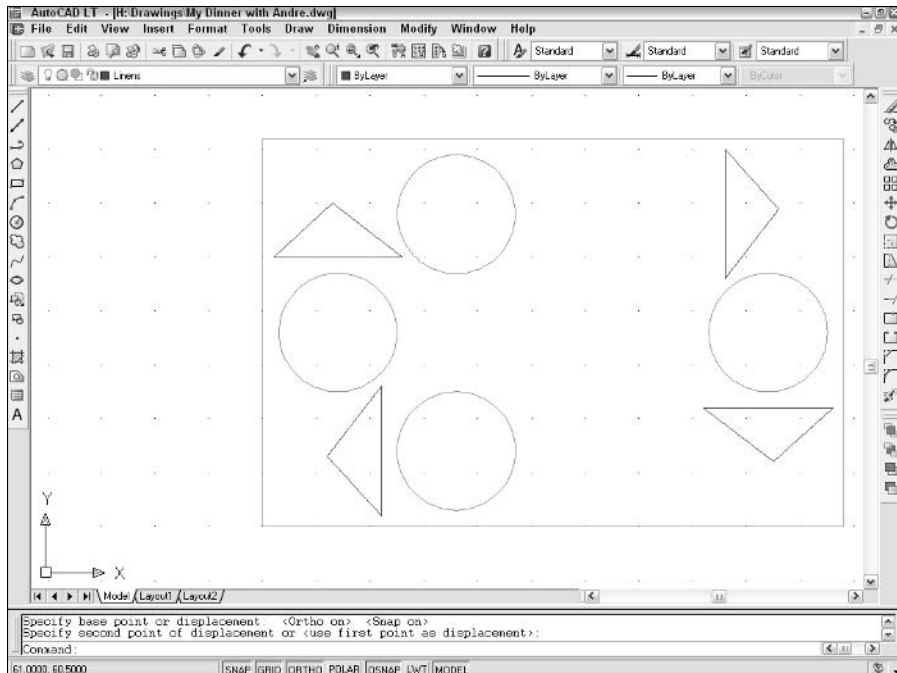 AutoCAD LT - [H:\Drawings\My Dinner with Andre.dwg]
File Edit View Insert Format Tools Draw Dimension Modify Window Help
Standard Standard Standard
Linens ByLayer ByLayer ByLayer ByColor
A
Y
X
Model Layout1 Layout2
Specify base point or displacement: <Ortho on> <Snap on>
Specify second point of displacement or <use first point as displacement>:
Command:
61.0000, 60.5000 SNAP GRID ORTHO POLAR OSNAP LWT MODEL